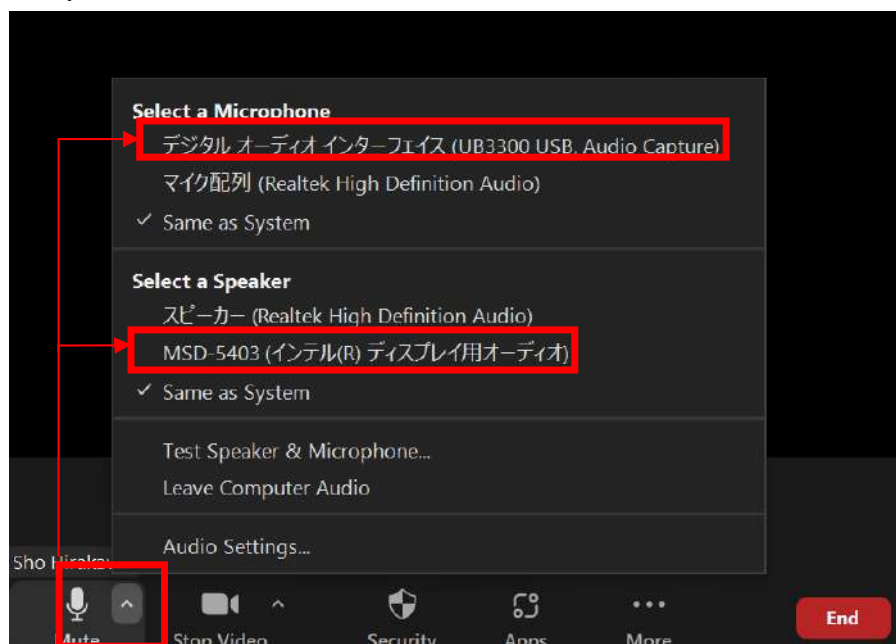 Select a Microphone
デジタル オーディオ インターフェイス (UB3300 USB, Audio Capture)
マイク配列 (Realtek High Definition Audio)
✓ Same as System
Select a Speaker
スピーカー (Realtek High Definition Audio)
MSD-5403 (インテル(R) ディスプレイ用オーディオ)
✓ Same as System
Test Speaker & Microphone...
Leave Computer Audio
Audio Settings...
Sho
Mute
Stop Video
Security
Apps
More
End